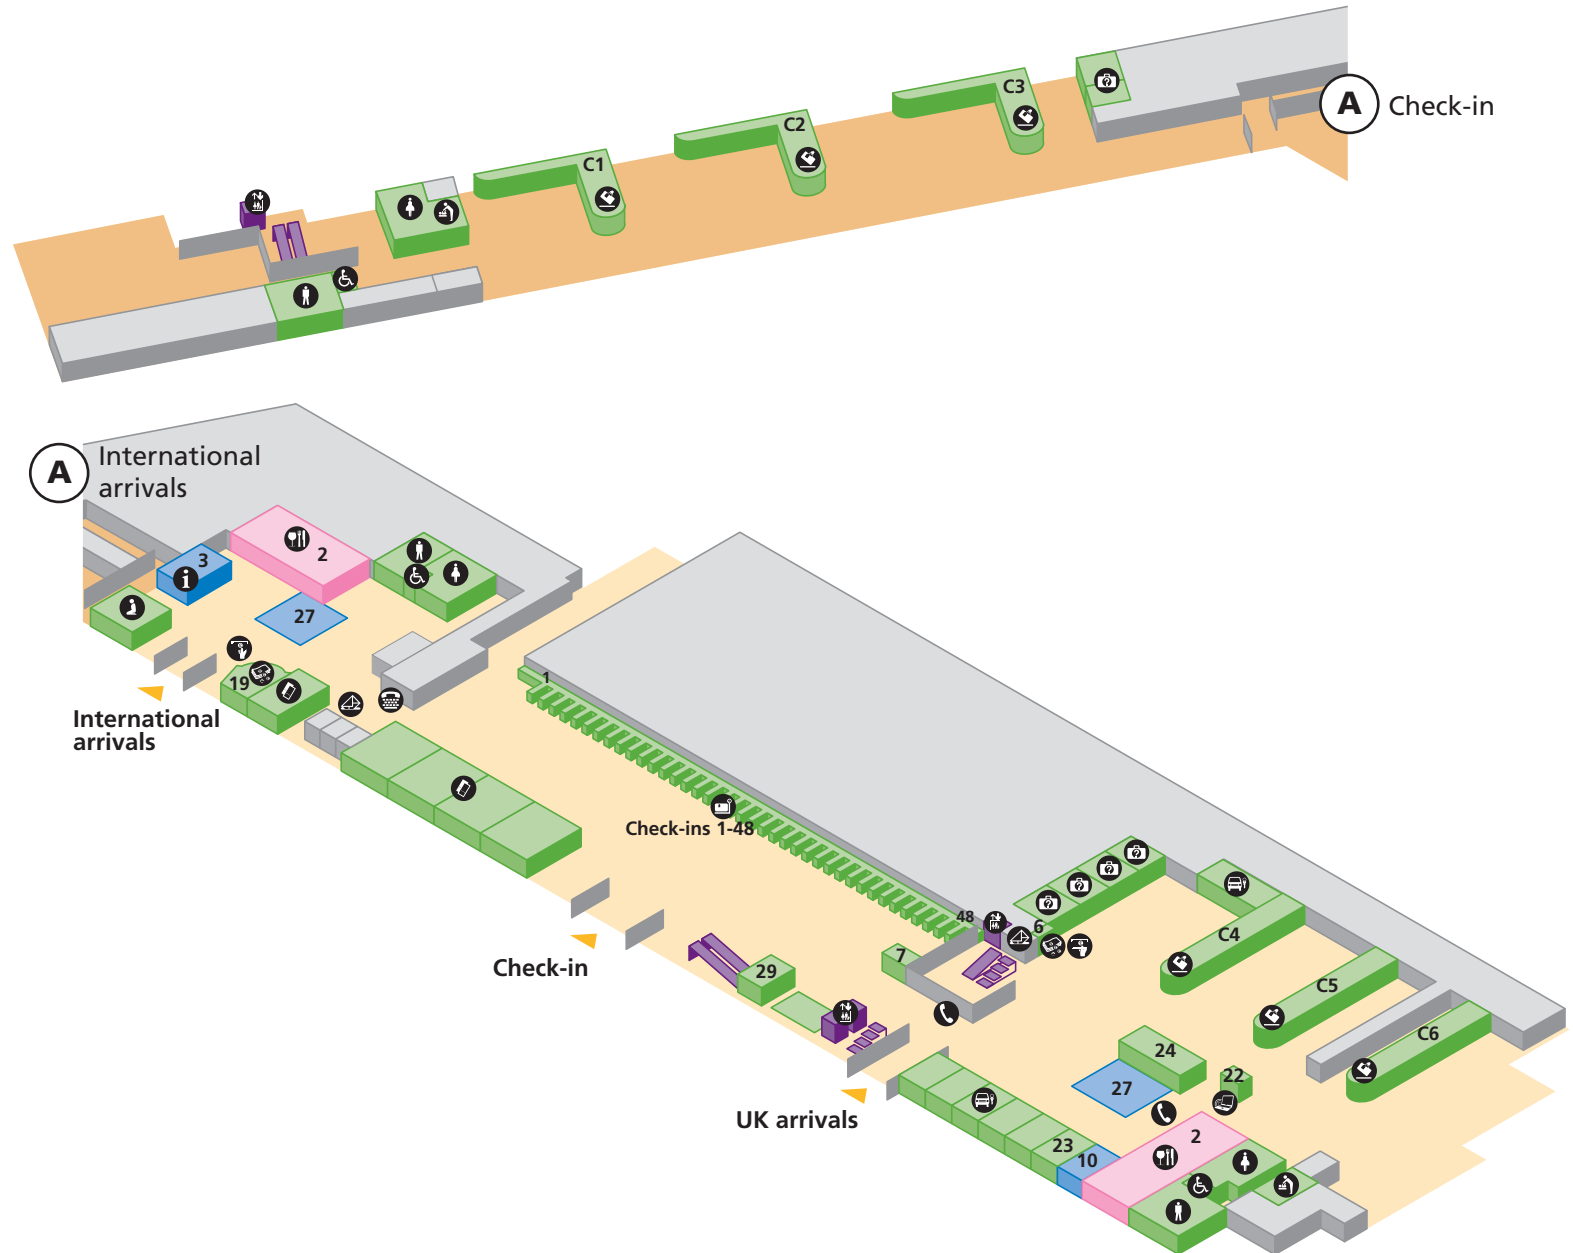 C3
A Check-in
C2
C1
A International
arrivals
3
2
27
19
1
International
arrivals
Check-ins 1-48
48
6
C4
7
29
C5
Check-in
C6
24
22
27
UK arrivals
2
23
10